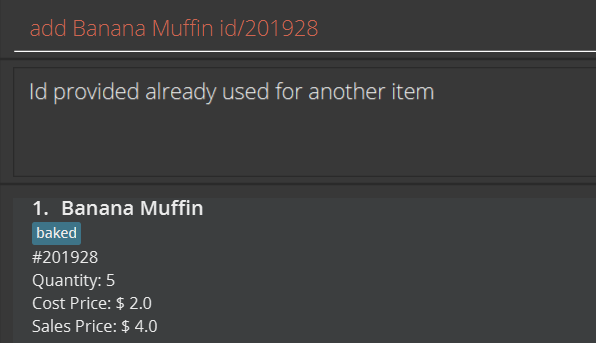 add Banana Muffin id/201928
Id provided already used for another item
1. Banana Muffin
baked
#201928
Quantity: 5
Cost Price: $ 2.0
Sales Price: $ 4.0